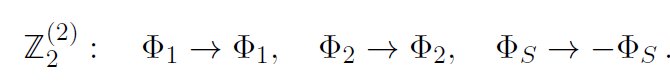 ℤ₂⁽²⁾ : Φ₁ → Φ₁, Φ₂ → Φ₂, Φ_S → −Φ_S .